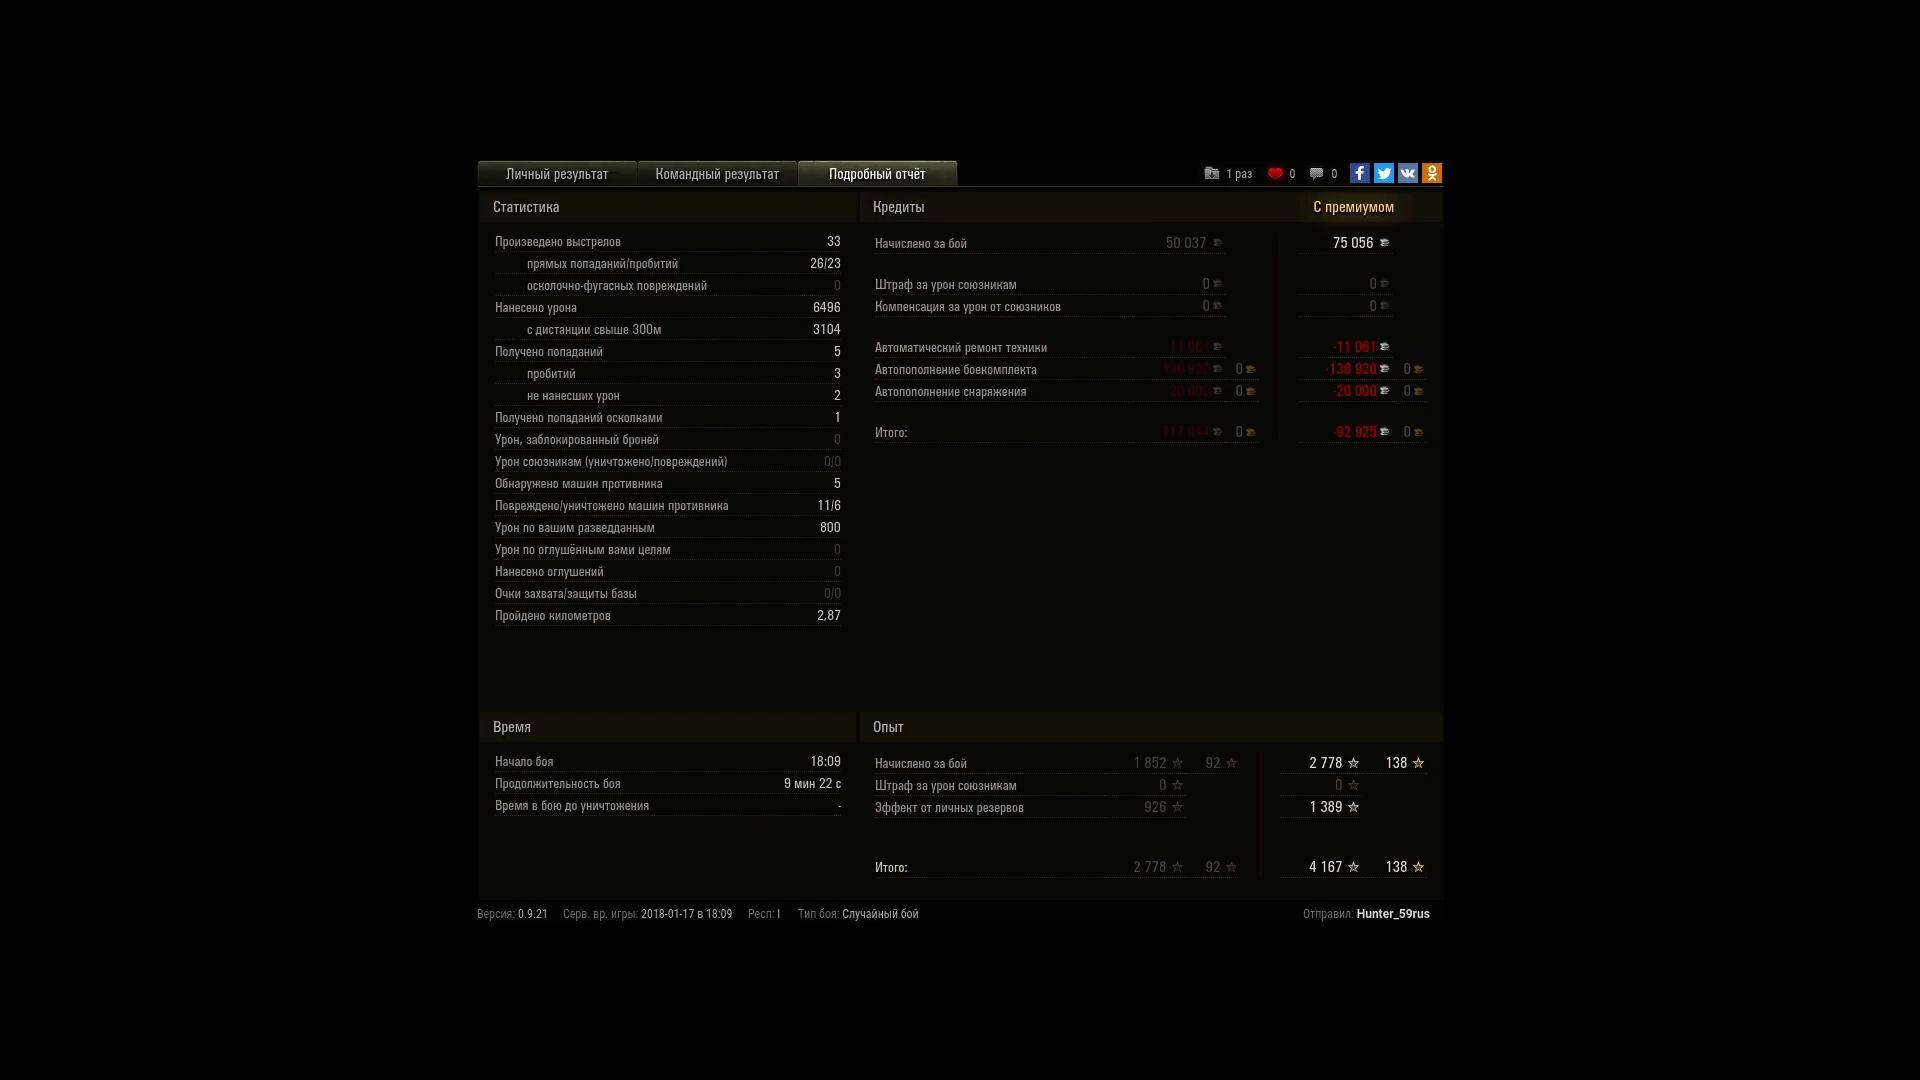 Личный результат Командный результат Подробный отчёт 1 раз 0 0
Статистика
Произведено выстрелов 33
прямых попаданий/пробитий 26/23
осколочно-фугасных повреждений 0
Нанесено урона 6496
с дистанции свыше 300м 3104
Получено попаданий 5
пробитий 3
не нанесших урон 2
Получено попаданий осколками 1
Урон, заблокированный броней 0
Урон союзникам (уничтожено/повреждений) 0/0
Обнаружено машин противника 5
Повреждено/уничтожено машин противника 11/6
Урон по вашим разведданным 800
Урон по оглушённым вами целям 0
Нанесено оглушений 0
Очки захвата/защиты базы 0/0
Пройдено километров 2,87
Кредиты С премиумом
Начислено за бой 50 037 75 056
Штраф за урон союзникам 0 0
Компенсация за урон от союзников 0 0
Автоматический ремонт техники -11 061 -11 061
Автопополнение боекомплекта -136 920 0 -136 920 0
Автопополнение снаряжения -20 000 0 -20 000 0
Итого: 0 -92 925 0
Время
Начало боя 18:09
Продолжительность боя 9 мин 22 с
Время в бою до уничтожения -
Опыт
Начислено за бой 1 852 92 2 778 138
Штраф за урон союзникам 0 0
Эффект от личных резервов 926 1 389
Итого: 2 778 92 4 167 138
Версия: 0.9.21 Серв. вр. игры: 2018-01-17 в 18:09 Респ: I Тип боя: Случайный бой Отправил: Hunter_59rus